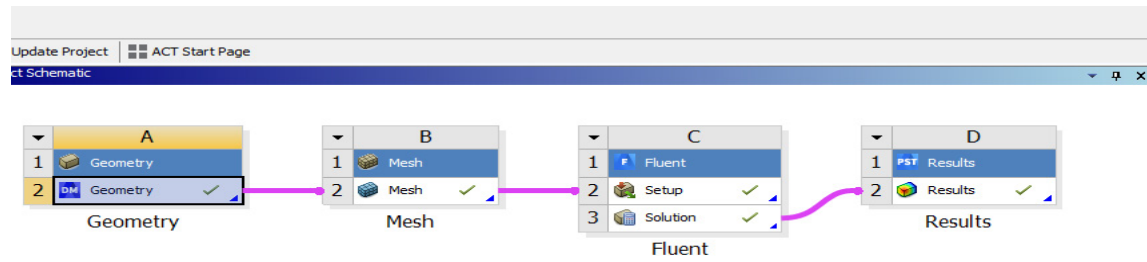 Update Project ACT Start Page
ct Schematic
A B C D
1 Geometry 1 Mesh 1 F Fluent 1 PST Results
2 DM Geometry 2 Mesh 2 Setup 2 Results
3 Solution
Geometry Mesh Results
Fluent